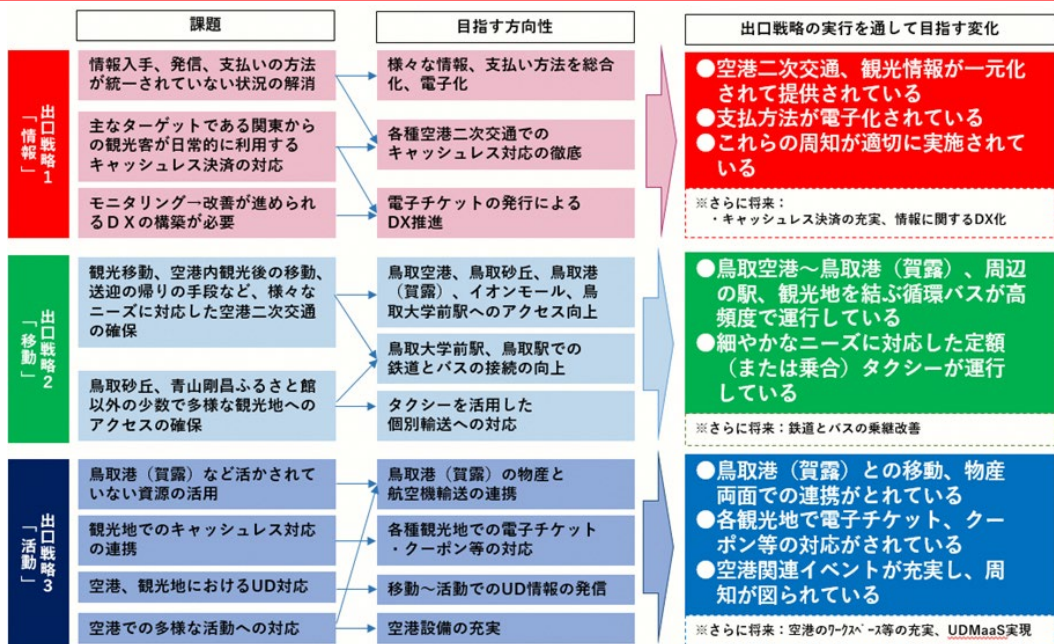 課題
目指す方向性
出口戦略の実行を通して目指す変化
出口戦略1
「情報」
情報入手、発信、支払いの方法
が統一されていない状況の解消
主なターゲットである関東から
の観光客が日常的に利用する
キャッシュレス決済の対応
モニタリング→改善が進められ
るＤＸの構築が必要
様々な情報、支払い方法を総合
化、電子化
各種空港二次交通での
キャッシュレス対応の徹底
電子チケットの発行による
DX推進
●空港二次交通、観光情報が一元化
されて提供されている
●支払方法が電子化されている
●これらの周知が適切に実施されて
いる
※さらに将来：
・キャッシュレス決済の充実、情報に関するDX化
出口戦略2
「移動」
観光移動、空港内観光後の移動、
送迎の帰りの手段など、様々な
ニーズに対応した空港二次交通
の確保
鳥取砂丘、青山剛昌ふるさと館
以外の少数で多様な観光地への
アクセスの確保
鳥取空港、鳥取砂丘、鳥取港
（賀露）、イオンモール、鳥
取大学前駅へのアクセス向上
鳥取大学前駅、鳥取駅での
鉄道とバスの接続の向上
タクシーを活用した
個別輸送への対応
●鳥取空港～鳥取港（賀露）、周辺
の駅、観光地を結ぶ循環バスが高
頻度で運行している
●細やかなニーズに対応した定額
（または乗合）タクシーが運行
している
※さらに将来：鉄道とバスの乗継改善
出口戦略3
「活動」
鳥取港（賀露）など活かされて
いない資源の活用
観光地でのキャッシュレス対応
の連携
空港、観光地におけるUD対応
空港での多様な活動への対応
鳥取港（賀露）の物産と
航空機輸送の連携
各種観光地での電子チケット
・クーポン等の対応
移動～活動でのUD情報の発信
空港設備の充実
●鳥取港（賀露）との移動、物産
両面での連携がとれている
●各観光地で電子チケット、クー
ポン等の対応がされている
●空港関連イベントが充実し、周
知が図られている
※さらに将来：空港のﾜｰｸｽﾍﾟｰｽ等の充実、UDMaaS実現